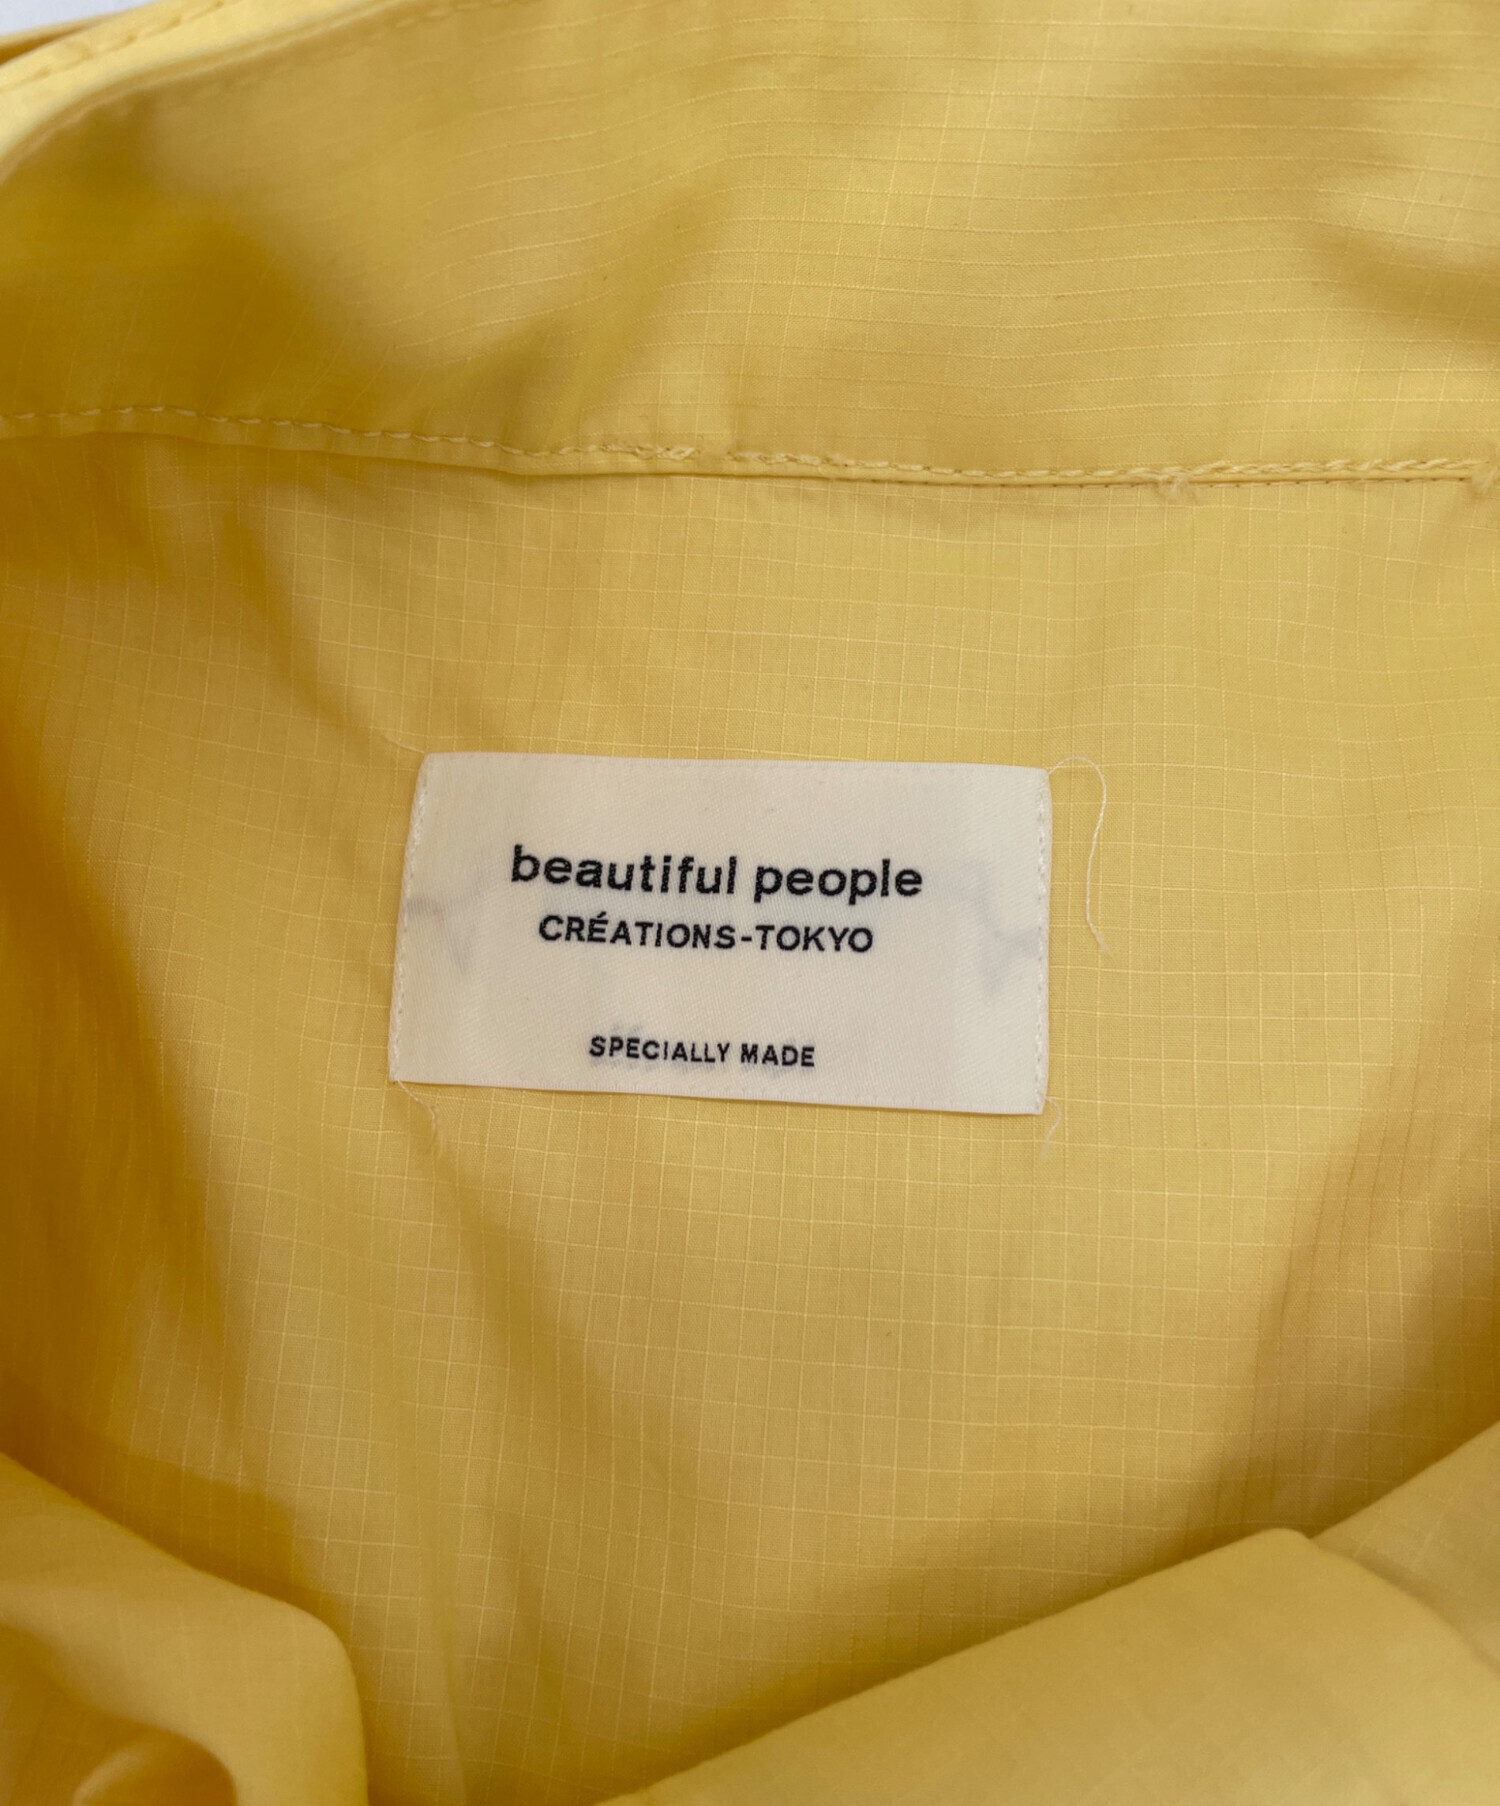 beautiful people
CRÉATIONS-TOKYO
SPECIALLY MADE